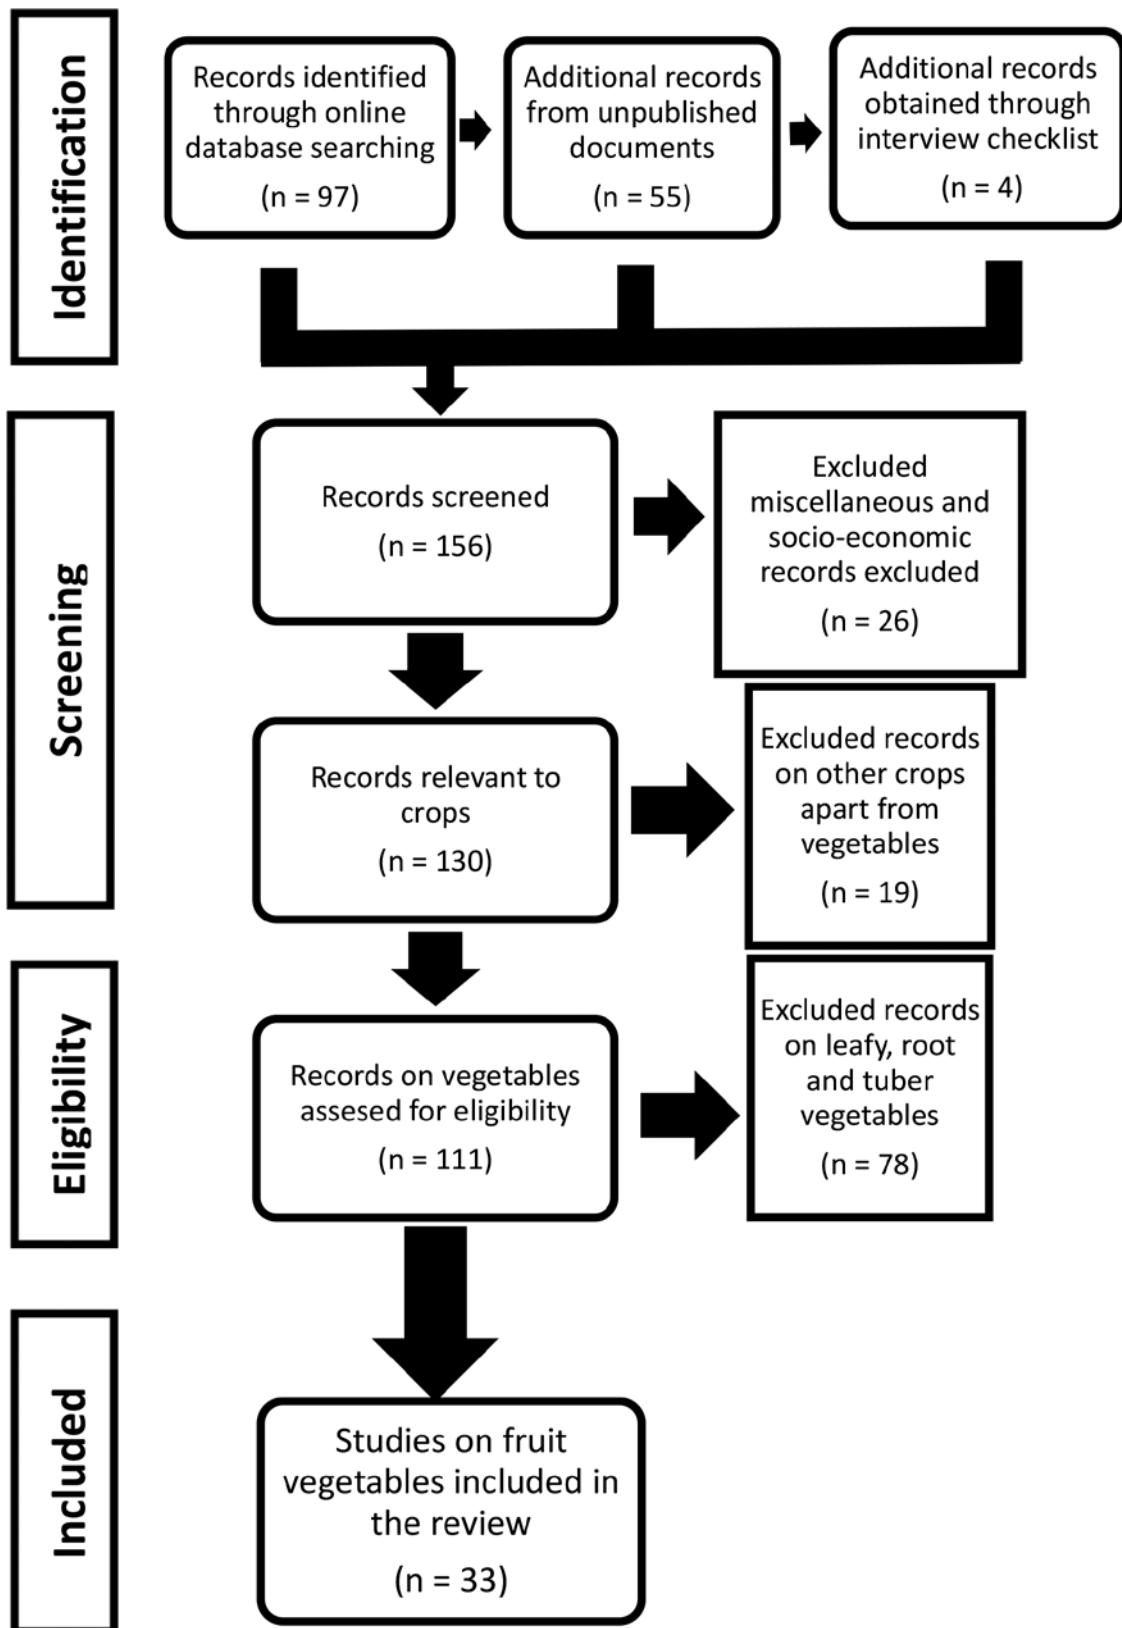 Identification
Records identified
through online
database searching
(n = 97)
Additional records
from unpublished
documents
(n = 55)
Additional records
obtained through
interview checklist
(n = 4)
Screening
Records screened
(n = 156)
Excluded
miscellaneous and
socio-economic
records excluded
(n = 26)
Records relevant to
crops
(n = 130)
Excluded records
on other crops
apart from
vegetables
(n = 19)
Eligibility
Records on vegetables
assesed for eligibility
(n = 111)
Excluded records
on leafy, root
and tuber
vegetables
(n = 78)
Included
Studies on fruit
vegetables included in
the review
(n = 33)